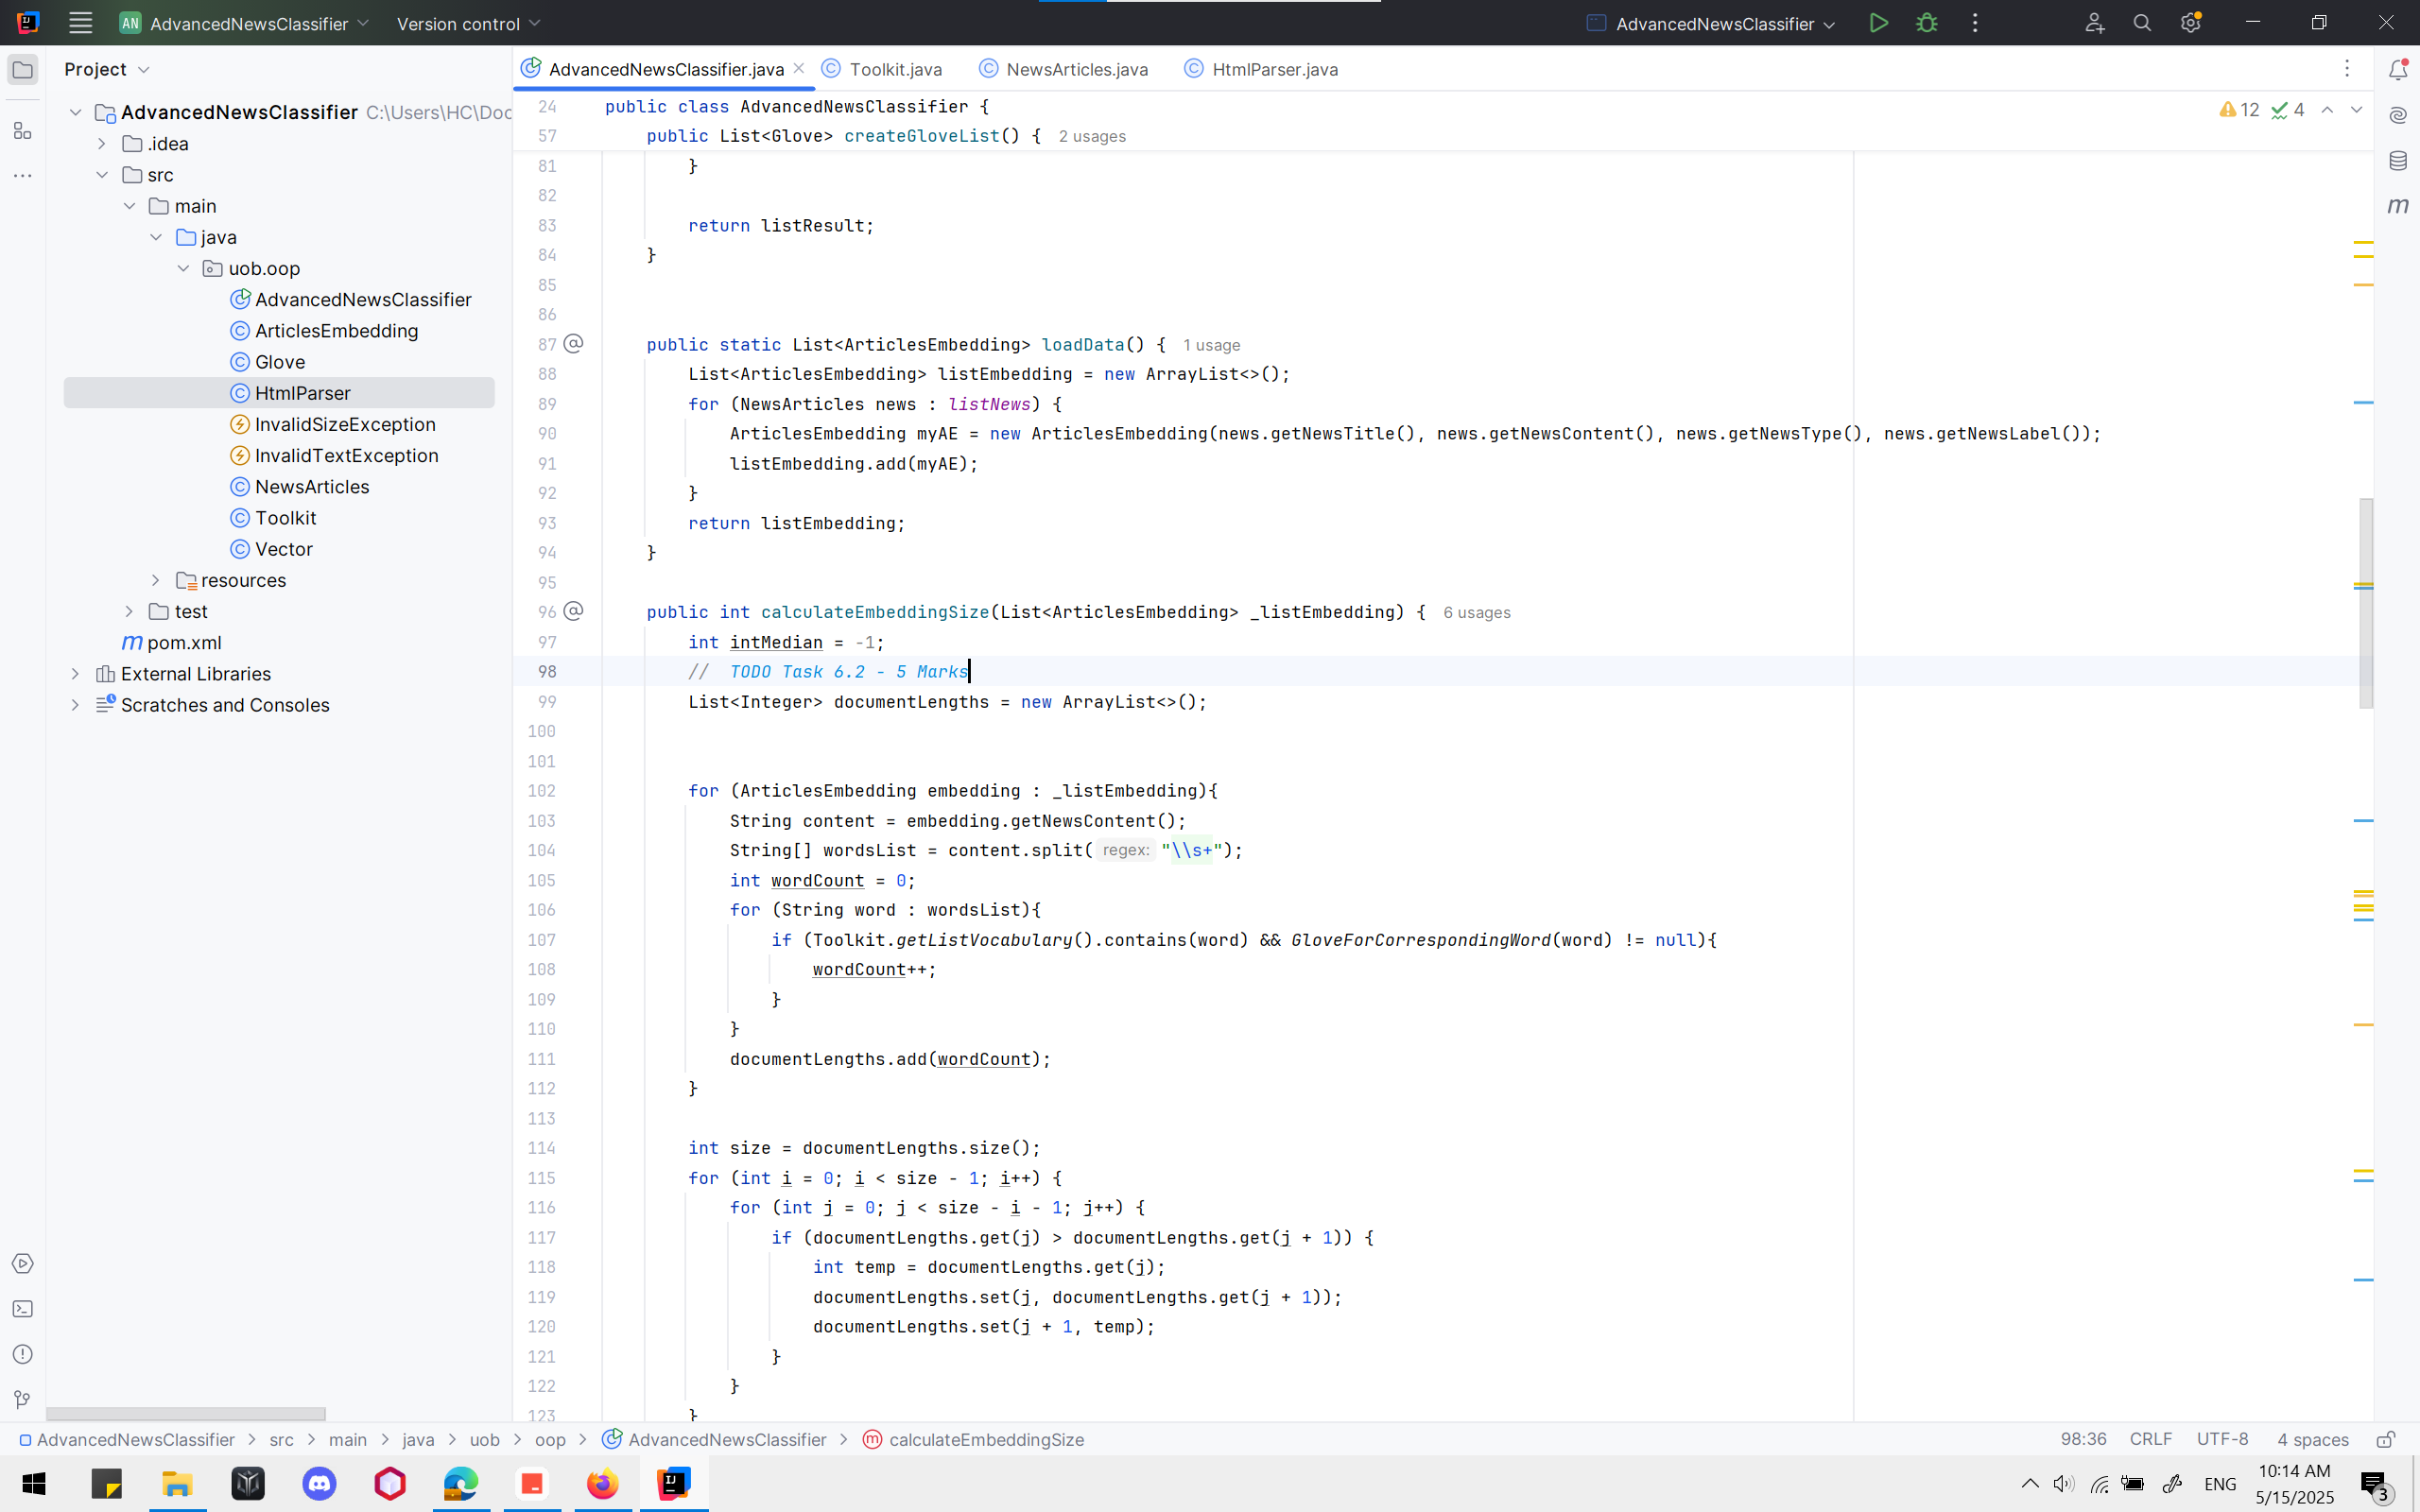 AN AdvancedNewsClassifier Version control AdvancedNewsClassifier
Project
AdvancedNewsClassifier C:\Users\HC\Doc
.idea
src
main
java
uob.oop
AdvancedNewsClassifier
ArticlesEmbedding
Glove
HtmlParser
InvalidSizeException
InvalidTextException
NewsArticles
Toolkit
Vector
resources
test
pom.xml
External Libraries
Scratches and Consoles
AdvancedNewsClassifier.java Toolkit.java NewsArticles.java HtmlParser.java
12 4
24 public class AdvancedNewsClassifier {
57 public List<Glove> createGloveList() { 2 usages
81 }
82
83 return listResult;
84 }
85
86
87 @ public static List<ArticlesEmbedding> loadData() { 1 usage
88 List<ArticlesEmbedding> listEmbedding = new ArrayList<>();
89 for (NewsArticles news : listNews) {
90 ArticlesEmbedding myAE = new ArticlesEmbedding(news.getNewsTitle(), news.getNewsContent(), news.getNewsType(), news.getNewsLabel());
91 listEmbedding.add(myAE);
92 }
93 return listEmbedding;
94 }
95
96 @ public int calculateEmbeddingSize(List<ArticlesEmbedding> _listEmbedding) { 6 usages
97 int intMedian = -1;
98 // TODO Task 6.2 - 5 Marks
99 List<Integer> documentLengths = new ArrayList<>();
100
101
102 for (ArticlesEmbedding embedding : _listEmbedding){
103 String content = embedding.getNewsContent();
104 String[] wordsList = content.split( regex: "\\s+");
105 int wordCount = 0;
106 for (String word : wordsList){
107 if (Toolkit.getListVocabulary().contains(word) && GloveForCorrespondingWord(word) != null){
108 wordCount++;
109 }
110 }
111 documentLengths.add(wordCount);
112 }
113
114 int size = documentLengths.size();
115 for (int i = 0; i < size - 1; i++) {
116 for (int j = 0; j < size - i - 1; j++) {
117 if (documentLengths.get(j) > documentLengths.get(j + 1)) {
118 int temp = documentLengths.get(j);
119 documentLengths.set(j, documentLengths.get(j + 1));
120 documentLengths.set(j + 1, temp);
121 }
122 }
123 }
AdvancedNewsClassifier > src > main > java > uob > oop > AdvancedNewsClassifier > calculateEmbeddingSize 98:36 CRLF UTF-8 4 spaces
ENG
10:14 AM
5/15/2025
3